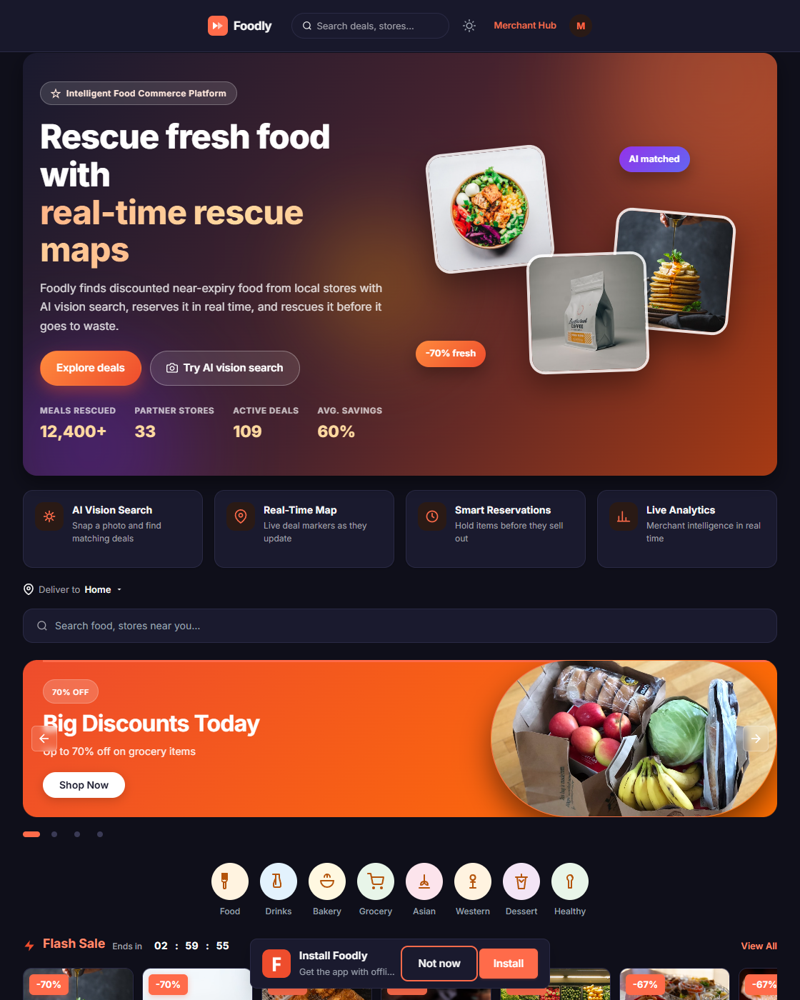 Foodly
Search deals, stores...
Merchant Hub
M
Intelligent Food Commerce Platform
Rescue fresh food
with
real-time rescue
maps
Foodly finds discounted near-expiry food from local stores with
AI vision search, reserves it in real time, and rescues it before it
goes to waste.
Explore deals
Try AI vision search
MEALS RESCUED
12,400+
PARTNER STORES
33
ACTIVE DEALS
109
AVG. SAVINGS
60%
AI matched
COFFEE
-70% fresh
AI Vision Search
Snap a photo and find
matching deals
Real-Time Map
Live deal markers as they
update
Smart Reservations
Hold items before they sell
out
Live Analytics
Merchant intelligence in real
time
Deliver to Home
Search food, stores near you...
70% OFF
Big Discounts Today
Up to 70% off on grocery items
Shop Now
Food
Drinks
Bakery
Grocery
Asian
Western
Dessert
Healthy
Flash Sale
Ends in
02 : 59 : 55
View All
F
Install Foodly
Get the app with offli...
Not now
Install
-70%
-70%
-67%
-67%